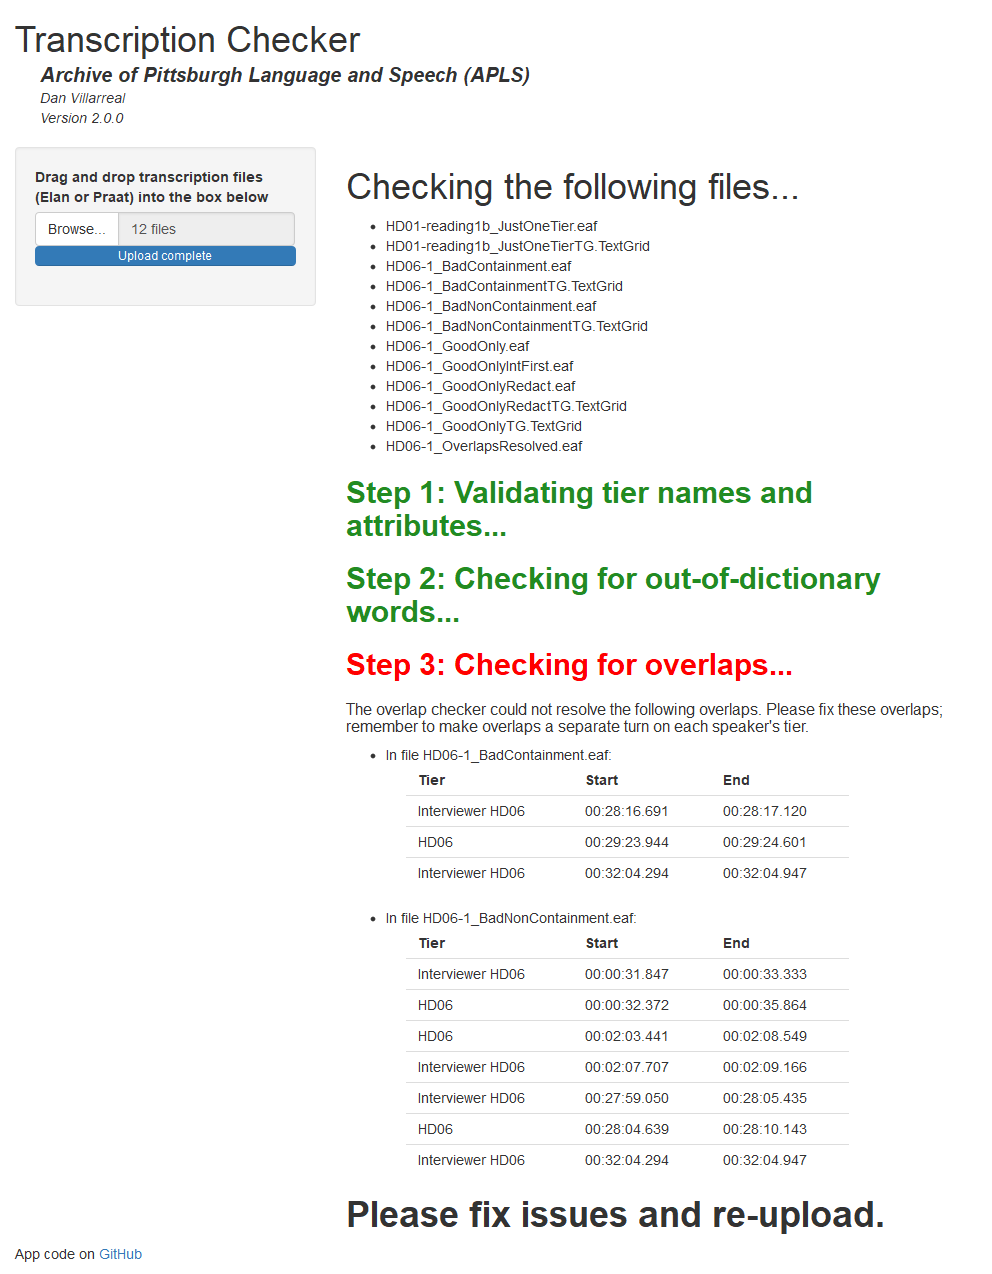 Transcription Checker
Archive of Pittsburgh Language and Speech (APLS)
Dan Villarreal
Version 2.0.0
Drag and drop transcription files
(Elan or Praat) into the box below
Browse... 12 files
Upload complete
Checking the following files...
HD01-reading1b_JustOneTier.eaf
HD01-reading1b_JustOneTierTG.TextGrid
HD06-1_BadContainment.eaf
HD06-1_BadContainmentTG.TextGrid
HD06-1_BadNonContainment.eaf
HD06-1_BadNonContainmentTG.TextGrid
HD06-1_GoodOnly.eaf
HD06-1_GoodOnlyIntFirst.eaf
HD06-1_GoodOnlyRedact.eaf
HD06-1_GoodOnlyRedactTG.TextGrid
HD06-1_GoodOnlyTG.TextGrid
HD06-1_OverlapsResolved.eaf
Step 1: Validating tier names and
attributes...
Step 2: Checking for out-of-dictionary
words...
Step 3: Checking for overlaps...
The overlap checker could not resolve the following overlaps. Please fix these overlaps;
remember to make overlaps a separate turn on each speaker's tier.
In file HD06-1_BadContainment.eaf:
Tier Start End
Interviewer HD06 00:28:16.691 00:28:17.120
HD06 00:29:23.944 00:29:24.601
Interviewer HD06 00:32:04.294 00:32:04.947
In file HD06-1_BadNonContainment.eaf:
Tier Start End
Interviewer HD06 00:00:31.847 00:00:33.333
HD06 00:00:32.372 00:00:35.864
HD06 00:02:03.441 00:02:08.549
Interviewer HD06 00:02:07.707 00:02:09.166
Interviewer HD06 00:27:59.050 00:28:05.435
HD06 00:28:04.639 00:28:10.143
Interviewer HD06 00:32:04.294 00:32:04.947
Please fix issues and re-upload.
App code on GitHub